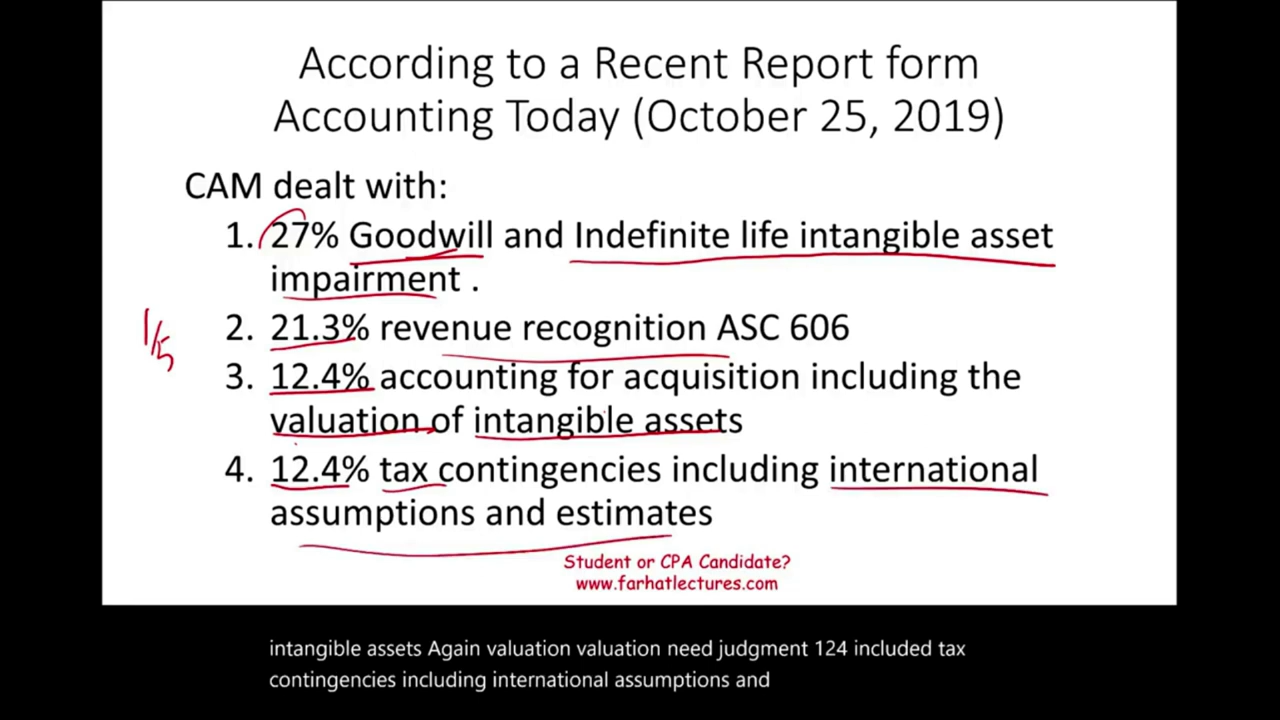 According to a Recent Report form
Accounting Today (October 25, 2019)
CAM dealt with:
1. 27% Goodwill and Indefinite life intangible asset
impairment .
1/5
2. 21.3% revenue recognition ASC 606
3. 12.4% accounting for acquisition including the
valuation of intangible assets
4. 12.4% tax contingencies including international
assumptions and estimates
Student or CPA Candidate?
www.farhatlectures.com
intangible assets Again valuation valuation need judgment 124 included tax
contingencies including international assumptions and